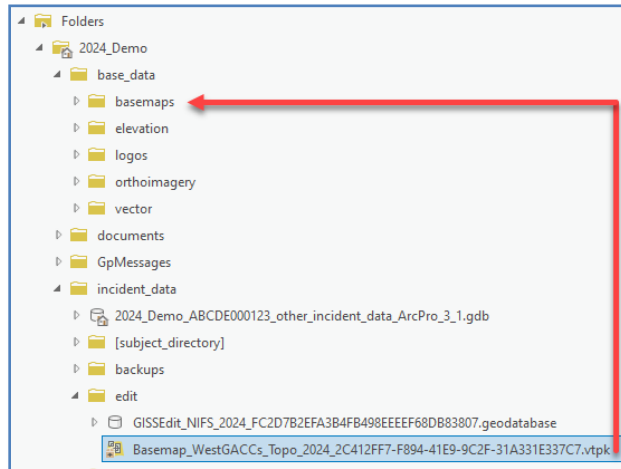 Folders
2024_Demo
base_data
basemaps
elevation
logos
orthoimagery
vector
documents
GpMessages
incident_data
2024_Demo_ABCDE000123_other_incident_data_ArcPro_3_1.gdb
[subject_directory]
backups
edit
GISSEdit_NIFS_2024_FC2D7B2EFA3B4FB498EEEEF68DB83807.geodatabase
Basemap_WestGACCs_Topo_2024_2C412FF7-F894-41E9-9C2F-31A331E337C7.vtpk